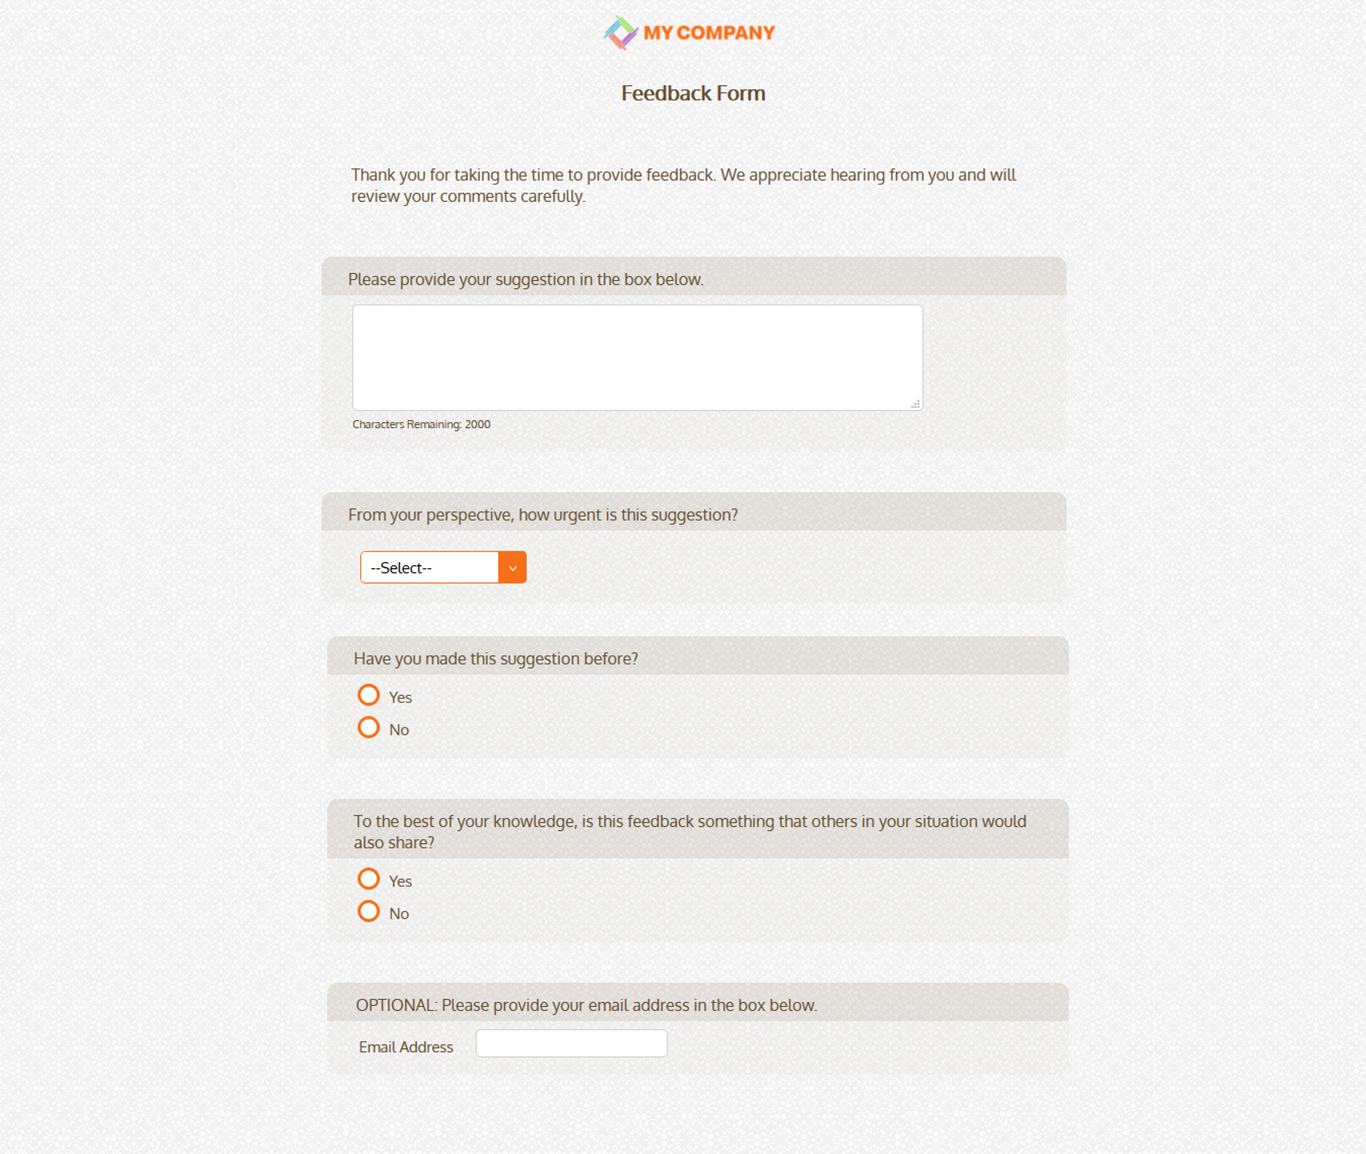 MY COMPANY
Feedback Form
Thank you for taking the time to provide feedback. We appreciate hearing from you and will
review your comments carefully.
Please provide your suggestion in the box below.
Characters Remaining: 2000
From your perspective, how urgent is this suggestion?
--Select--
Have you made this suggestion before?
Yes
No
To the best of your knowledge, is this feedback something that others in your situation would
also share?
Yes
No
OPTIONAL: Please provide your email address in the box below.
Email Address